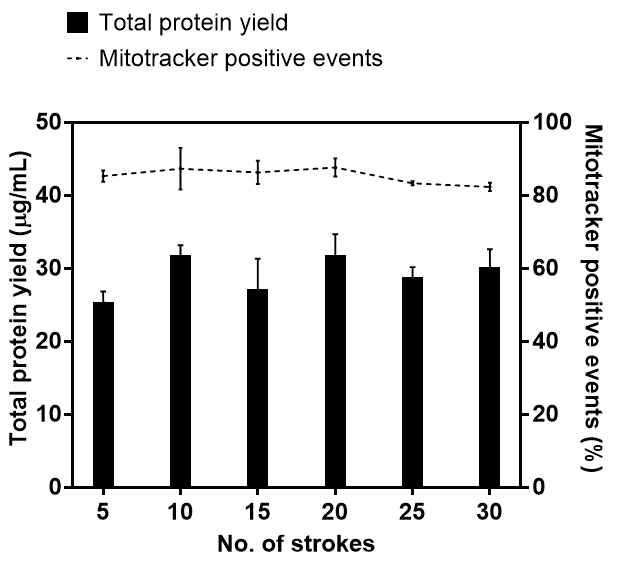 Total protein yield
Mitotracker positive events
50
40
30
20
10
0
Total protein yield (µg/mL)
100
80
60
40
20
0
Mitotracker positive events (%)
5 10 15 20 25 30
No. of strokes